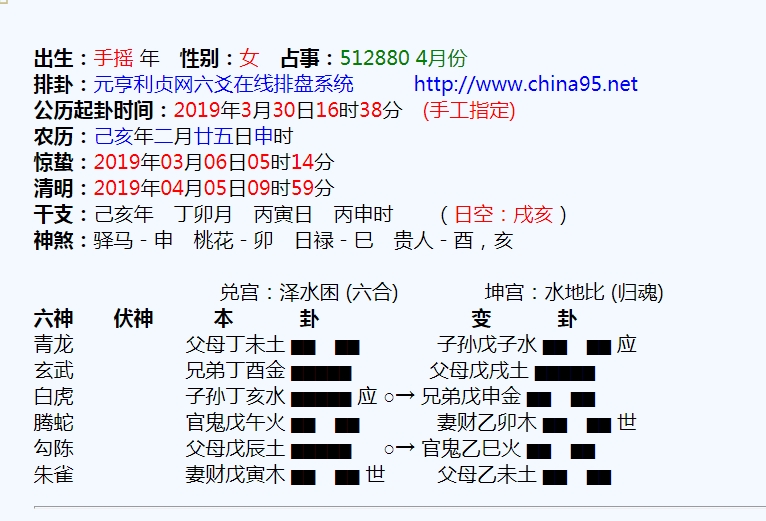 出生：手摇 年 性别：女 占事：512880 4月份
排卦：元亨利贞网六爻在线排盘系统 http://www.china95.net
公历起卦时间：2019年3月30日16时38分 (手工指定)
农历：己亥年二月廿五日申时
惊蛰：2019年03月06日05时14分
清明：2019年04月05日09时59分
干支：己亥年 丁卯月 丙寅日 丙申时 （日空：戌亥）
神煞：驿马－申 桃花－卯 日禄－巳 贵人－酉，亥
兑宫：泽水困 (六合) 坤宫：水地比 (归魂)
六神 伏神 本 卦 变 卦
青龙 父母丁未土 ▅▅ ▅▅ 子孙戊子水 ▅▅ ▅▅ 应
玄武 兄弟丁酉金 ▅▅▅▅▅ 父母戊戌土 ▅▅▅▅▅
白虎 子孙丁亥水 ▅▅▅▅▅ 应 ○→ 兄弟戊申金 ▅▅ ▅▅
腾蛇 官鬼戊午火 ▅▅ ▅▅ 妻财乙卯木 ▅▅ ▅▅ 世
勾陈 父母戊辰土 ▅▅▅▅▅ ○→ 官鬼乙巳火 ▅▅ ▅▅
朱雀 妻财戊寅木 ▅▅ ▅▅ 世 父母乙未土 ▅▅ ▅▅